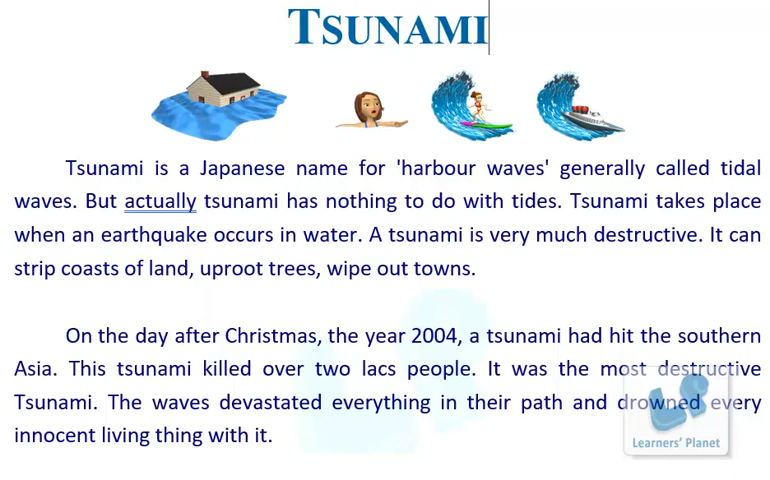 TSUNAMI
Tsunami is a Japanese name for 'harbour waves' generally called tidal
waves. But actually tsunami has nothing to do with tides. Tsunami takes place
when an earthquake occurs in water. A tsunami is very much destructive. It can
strip coasts of land, uproot trees, wipe out towns.
On the day after Christmas, the year 2004, a tsunami had hit the southern
Asia. This tsunami killed over two lacs people. It was the most destructive
Tsunami. The waves devastated everything in their path and drowned every
innocent living thing with it.
LP
Learners' Planet